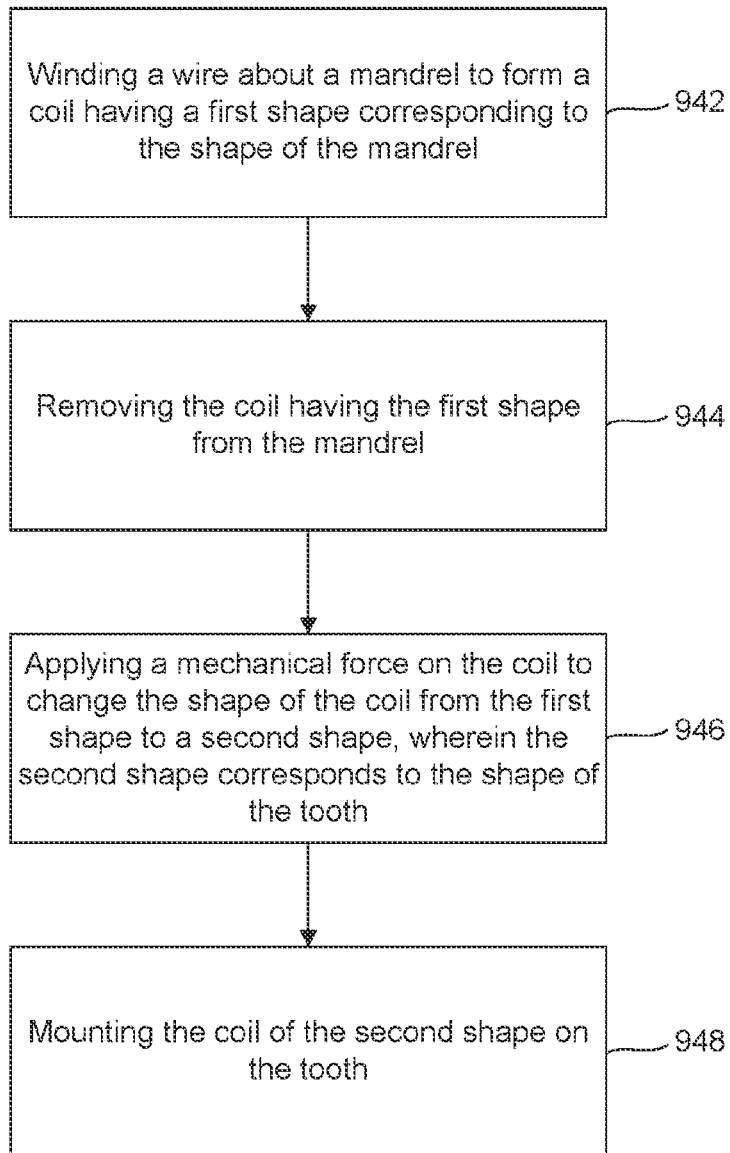 Winding a wire about a mandrel to form a
coil having a first shape corresponding to
the shape of the mandrel
942
Removing the coil having the first shape
from the mandrel
944
Applying a mechanical force on the coil to
change the shape of the coil from the first
shape to a second shape, wherein the
second shape corresponds to the shape of
the tooth
946
Mounting the coil of the second shape on
the tooth
948